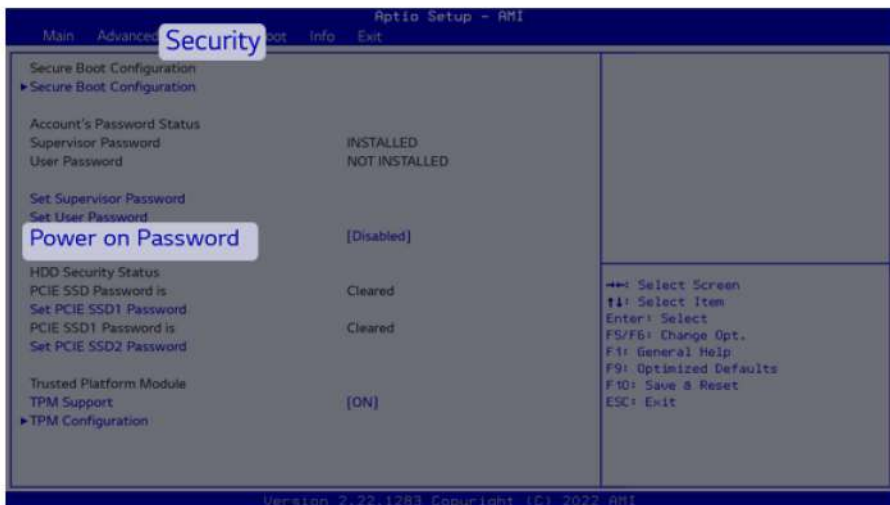 Aptio Setup - AMI
Main Advanced Security Boot Info Exit
Secure Boot Configuration
►Secure Boot Configuration
Account's Password Status
Supervisor Password INSTALLED
User Password NOT INSTALLED
Set Supervisor Password
Set User Password
Power on Password [Disabled]
HDD Security Status
PCIE SSD Password is Cleared
Set PCIE SSD1 Password
PCIE SSD1 Password is Cleared
Set PCIE SSD2 Password
Trusted Platform Module
TPM Support [ON]
►TPM Configuration
→←: Select Screen
↑↓: Select Item
Enter: Select
F5/F6: Change Opt.
F1: General Help
F9: Optimized Defaults
F10: Save & Reset
ESC: Exit
Version 2.22.1283 Copyright (C) 2022 AMI